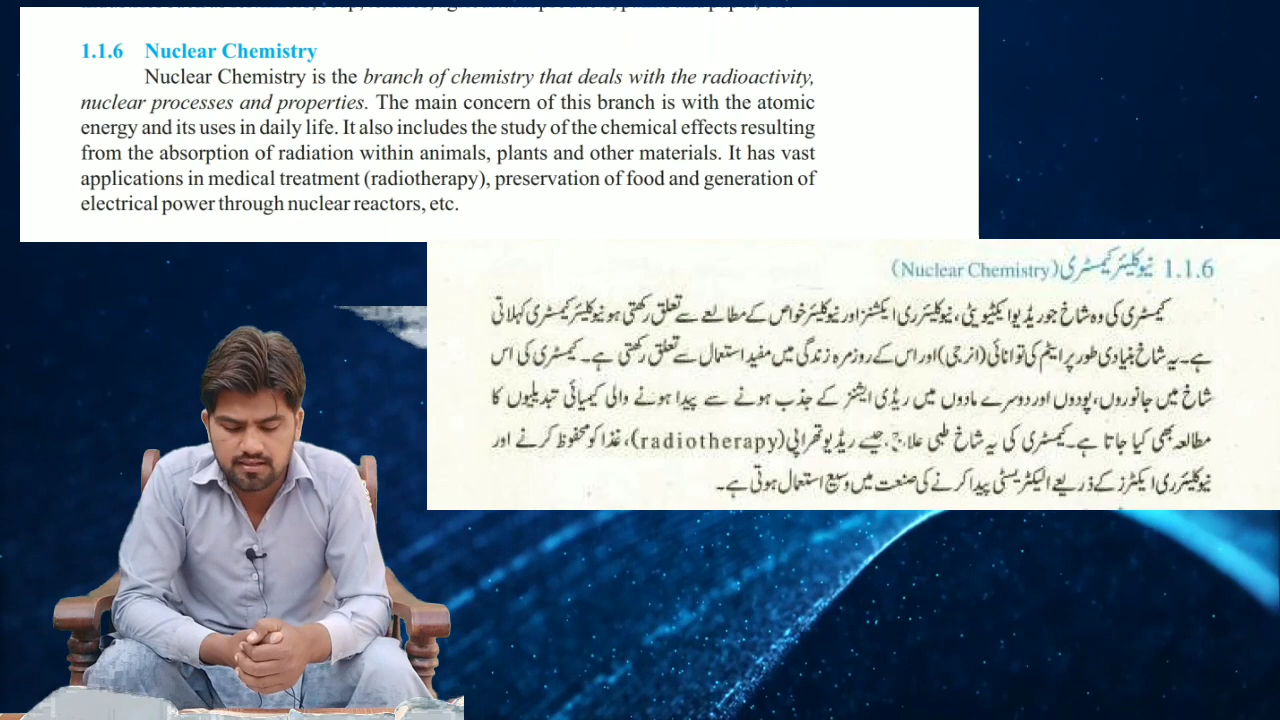 1.1.6 Nuclear Chemistry
Nuclear Chemistry is the branch of chemistry that deals with the radioactivity,
nuclear processes and properties. The main concern of this branch is with the atomic
energy and its uses in daily life. It also includes the study of the chemical effects resulting
from the absorption of radiation within animals, plants and other materials. It has vast
applications in medical treatment (radiotherapy), preservation of food and generation of
electrical power through nuclear reactors, etc.
1.1.6 نیوکلیئر کیمسٹری (Nuclear Chemistry)
کیمسٹری کی وہ شاخ جو ریڈیو ایکٹیویٹی، نیوکلیئر ری ایکشنز اور نیوکلیئر خواص کے مطالعے سے تعلق رکھتی ہو نیوکلیئر کیمسٹری کہلاتی
ہے۔ یہ شاخ بنیادی طور پر ایٹم کی توانائی (انرجی) اور اس کے روزمرہ زندگی میں مفید استعمال سے تعلق رکھتی ہے۔ کیمسٹری کی اس
شاخ میں جانوروں، پودوں اور دوسرے مادوں میں ریڈی ایشنز کے جذب ہونے سے پیدا ہونے والی کیمیائی تبدیلیوں کا
مطالعہ بھی کیا جاتا ہے۔ کیمسٹری کی یہ شاخ طبی علاج، جیسے ریڈیوتھراپی (radiotherapy)، غذا کو محفوظ کرنے اور
نیوکلیئر ری ایکٹرز کے ذریعے الیکٹریسٹی پیدا کرنے کی صنعت میں وسیع استعمال ہوتی ہے۔